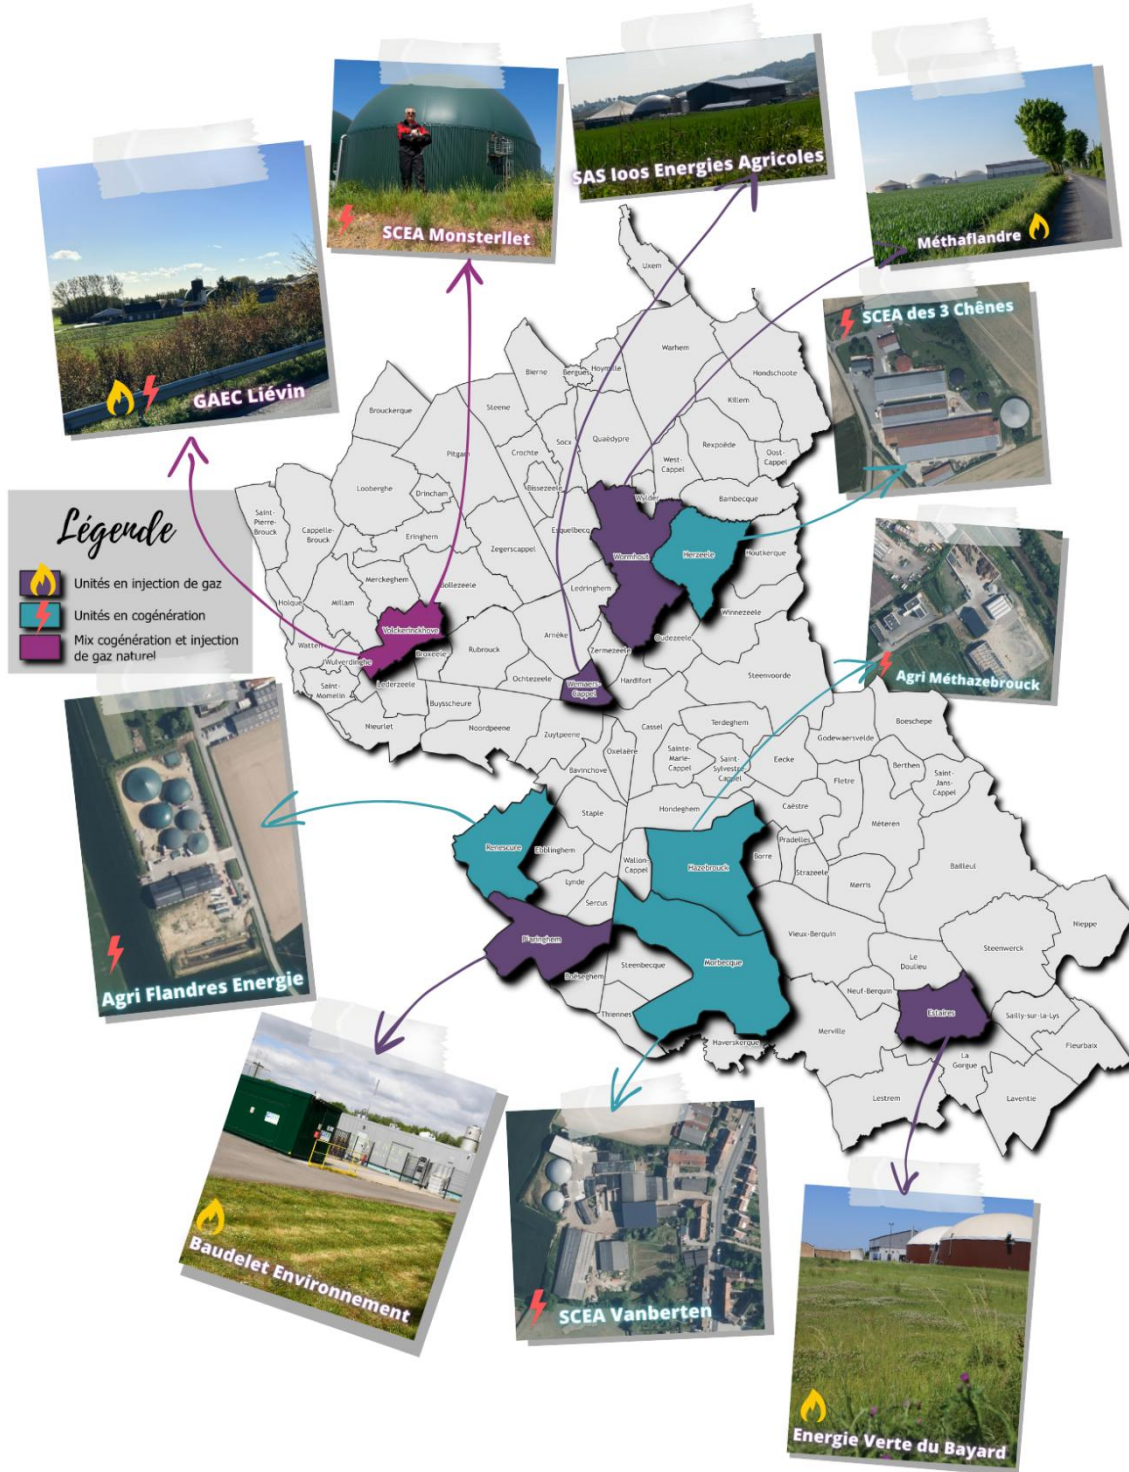 SAS Ioos Energies Agricoles
SCEA Monsterllet
Méthaflandre
GAEC Liévin
SCEA des 3 Chênes
Légende
Unités en injection de gaz
Unités en cogénération
Mix cogénération et injection
de gaz naturel
Agri Méthazebrouck
Agri Flandres Energie
Baudelet Environnement
SCEA Vanberten
Energie Verte du Bayard
Uxem
Warhem
Hoymille
Bierne
Bergues
Hondschoote
Killem
Brouckerque
Steene
Socx
Quaëdypre
Crochte
Pitgam
West-
Cappel
Rexpoëde
Oost-
Cappel
Bissezeele
Looberghe
Drincham
Wylder
Bambecque
Saint-
Pierre-
Brouck
Cappelle-
Brouck
Eringhem
Esquelbecq
Zegerscappel
Wormhout
Herzeele
Houtkerque
Merckeghem
Bollezeele
Ledringhem
Holque
Millam
Winnezeele
Volckerinckhove
Arnèke
Oudezeele
Watten
Wulverdinghe
Broxeele
Rubrouck
Zermezeele
Saint-
Momelin
Lederzeele
Ochtezeele
Wemaers-
Cappel
Hardifort
Steenvoorde
Buysscheure
Nieurlet
Noordpeene
Zuytpeene
Oxelaëre
Cassel
Terdeghem
Godewaersvelde
Boeschepe
Sainte-
Marie-
Cappel
Saint-
Sylvestre-
Cappel
Eecke
Bavinchove
Flêtre
Berthen
Saint-
Jans-
Cappel
Staple
Hondeghem
Caëstre
Méteren
Renescure
Ebblinghem
Wallon-
Cappel
Hazebrouck
Borre
Pradelles
Strazeele
Merris
Bailleul
Lynde
Sercus
Nieppe
Blaringhem
Vieux-Berquin
Steenwerck
Steenbecque
Morbecque
Le
Doulieu
Boëseghem
Neuf-Berquin
Estaires
Sailly-sur-la-Lys
Thiennes
Merville
Haverskerque
Fleurbaix
La
Gorgue
Lestrem
Laventie